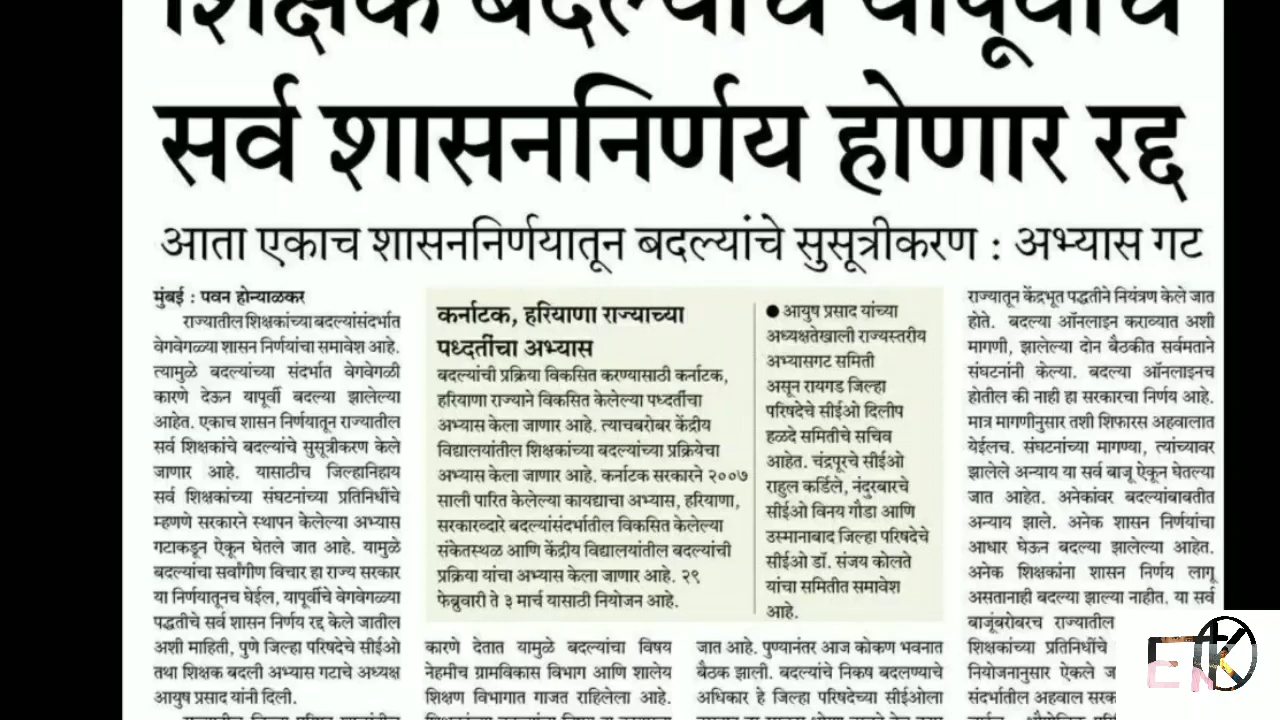 शिक्षक बदल्यांचे यापूर्वीचे
सर्व शासननिर्णय होणार रद्द
आता एकाच शासननिर्णयातून बदल्यांचे सुसूत्रीकरण : अभ्यास गट
मुंबई : पवन होन्याळकर
राज्यातील शिक्षकांच्या बदल्यांसंदर्भात
वेगवेगळ्या शासन निर्णयांचा समावेश आहे.
त्यामुळे बदल्यांच्या संदर्भात वेगवेगळी
कारणे देऊन यापूर्वी बदल्या झालेल्या
आहेत. एकाच शासन निर्णयातून राज्यातील
सर्व शिक्षकांचे बदल्यांचे सुसूत्रीकरण केले
जाणार आहे. यासाठीच जिल्हानिहाय
सर्व शिक्षकांच्या संघटनांच्या प्रतिनिधींचे
म्हणणे सरकारने स्थापन केलेल्या अभ्यास
गटाकडून ऐकून घेतले जात आहे. यामुळे
बदल्यांचा सर्वांगीण विचार हा राज्य सरकार
या निर्णयातूनच घेईल, यापूर्वीचे वेगवेगळ्या
पद्धतीचे सर्व शासन निर्णय रद्द केले जातील
अशी माहिती, पुणे जिल्हा परिषदेचे सीईओ
तथा शिक्षक बदली अभ्यास गटाचे अध्यक्ष
आयुष प्रसाद यांनी दिली.
कर्नाटक, हरियाणा राज्याच्या
पध्दतींचा अभ्यास
बदल्यांची प्रक्रिया विकसित करण्यासाठी कर्नाटक,
हरियाणा राज्याने विकसित केलेल्या पध्दतींचा
अभ्यास केला जाणार आहे. त्याचबरोबर केंद्रीय
विद्यालयांतील शिक्षकांच्या बदल्यांच्या प्रक्रियेचा
अभ्यास केला जाणार आहे. कर्नाटक सरकारने २००७
साली पारित केलेल्या कायद्याचा अभ्यास, हरियाणा,
सरकारव्दारे बदल्यांसंदर्भातील विकसित केलेल्या
संकेतस्थळ आणि केंद्रीय विद्यालयांतील बदल्यांची
प्रक्रिया यांचा अभ्यास केला जाणार आहे. २९
फेब्रुवारी ते ३ मार्च यासाठी नियोजन आहे.
● आयुष प्रसाद यांच्या
अध्यक्षतेखाली राज्यस्तरीय
अभ्यासगट समिती
असून रायगड जिल्हा
परिषदेचे सीईओ दिलीप
हळदे समितीचे सचिव
आहेत. चंद्रपूरचे सीईओ
राहुल कर्डिले, नंदुरबारचे
सीईओ विनय गौडा आणि
उस्मानाबाद जिल्हा परिषदेचे
सीईओ डॉ. संजय कोलते
यांचा समितीत समावेश
आहे.
कारणे देतात यामुळे बदल्यांचा विषय
नेहमीच ग्रामविकास विभाग आणि शालेय
शिक्षण विभागात गाजत राहिलेला आहे.
जात आहे. पुण्यानंतर आज कोकण भवनात
बैठक झाली. बदल्यांचे निकष बदलण्याचे
अधिकार हे जिल्हा परिषदेच्या सीईओला
राज्यातून केंद्रभूत पद्धतीने नियंत्रण केले जात
होते. बदल्या ऑनलाइन कराव्यात अशी
मागणी, झालेल्या दोन बैठकीत सर्वमताने
संघटनांनी केल्या. बदल्या ऑनलाइनच
होतील की नाही हा सरकारचा निर्णय आहे.
मात्र मागणीनुसार तशी शिफारस अहवालात
येईलच. संघटनांच्या मागण्या, त्यांच्यावर
झालेले अन्याय या सर्व बाजू ऐकून घेतल्या
जात आहेत. अनेकांवर बदल्यांबाबतीत
अन्याय झाले. अनेक शासन निर्णयांचा
आधार घेऊन बदल्या झालेल्या आहेत.
अनेक शिक्षकांना शासन निर्णय लागू
असतानाही बदल्या झाल्या नाहीत. या सर्व
बाजूंबरोबरच राज्यातील
शिक्षकांच्या प्रतिनिधींचे
नियोजनानुसार ऐकले ज
संदर्भातील अहवाल सरक